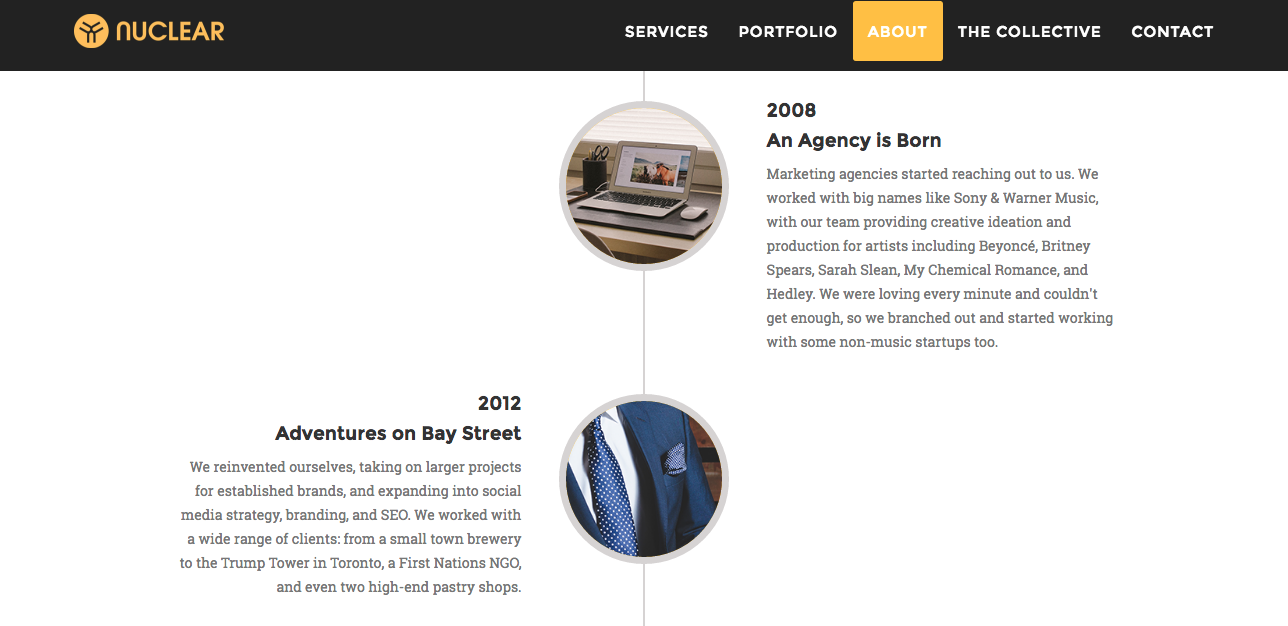 NUCLEAR
SERVICES
PORTFOLIO
ABOUT
THE COLLECTIVE
CONTACT
2008
An Agency is Born
Marketing agencies started reaching out to us. We
worked with big names like Sony & Warner Music,
with our team providing creative ideation and
production for artists including Beyoncé, Britney
Spears, Sarah Slean, My Chemical Romance, and
Hedley. We were loving every minute and couldn't
get enough, so we branched out and started working
with some non-music startups too.
2012
Adventures on Bay Street
We reinvented ourselves, taking on larger projects
for established brands, and expanding into social
media strategy, branding, and SEO. We worked with
a wide range of clients: from a small town brewery
to the Trump Tower in Toronto, a First Nations NGO,
and even two high-end pastry shops.